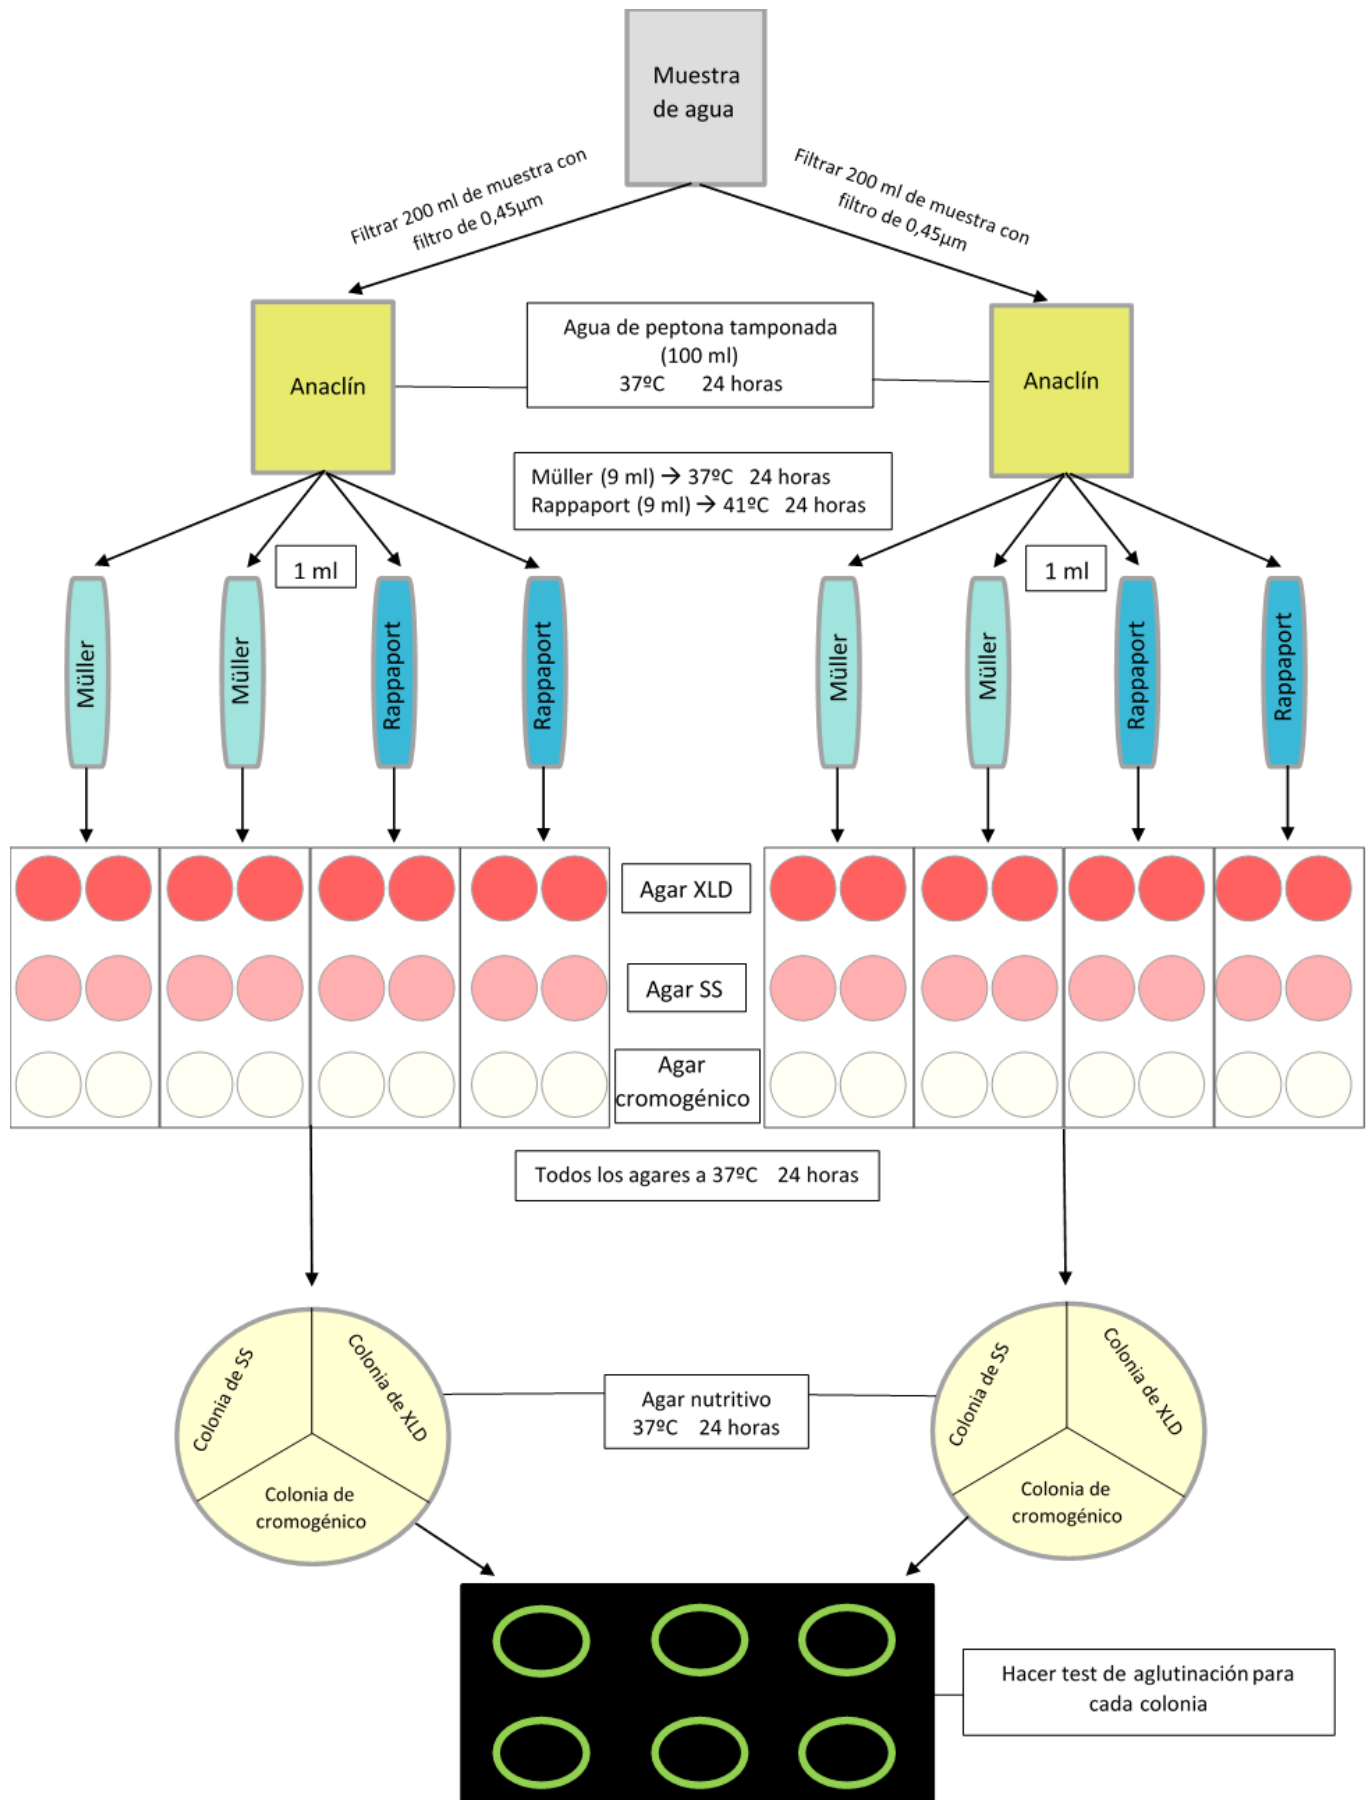 Muestra
de agua
Filtrar 200 ml de muestra con
filtro de 0,45µm
Filtrar 200 ml de muestra con
filtro de 0,45µm
Anaclín
Agua de peptona tamponada
(100 ml)
37ºC 24 horas
Anaclín
Müller (9 ml) → 37ºC 24 horas
Rappaport (9 ml) → 41ºC 24 horas
1 ml
1 ml
Müller
Müller
Rappaport
Rappaport
Müller
Müller
Rappaport
Rappaport
Agar XLD
Agar SS
Agar
cromogénico
Todos los agares a 37ºC 24 horas
Colonia de SS
Colonia de XLD
Colonia de
cromogénico
Agar nutritivo
37ºC 24 horas
Colonia de SS
Colonia de XLD
Colonia de
cromogénico
Hacer test de aglutinación para
cada colonia